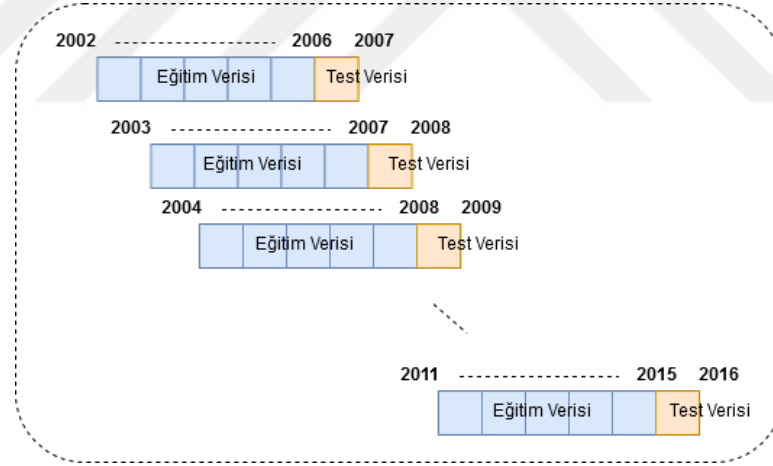 2002 2006 2007
Eğitim Verisi Test Verisi
2003 2007 2008
Eğitim Verisi Test Verisi
2004 2008 2009
Eğitim Verisi Test Verisi
2011 2015 2016
Eğitim Verisi Test Verisi